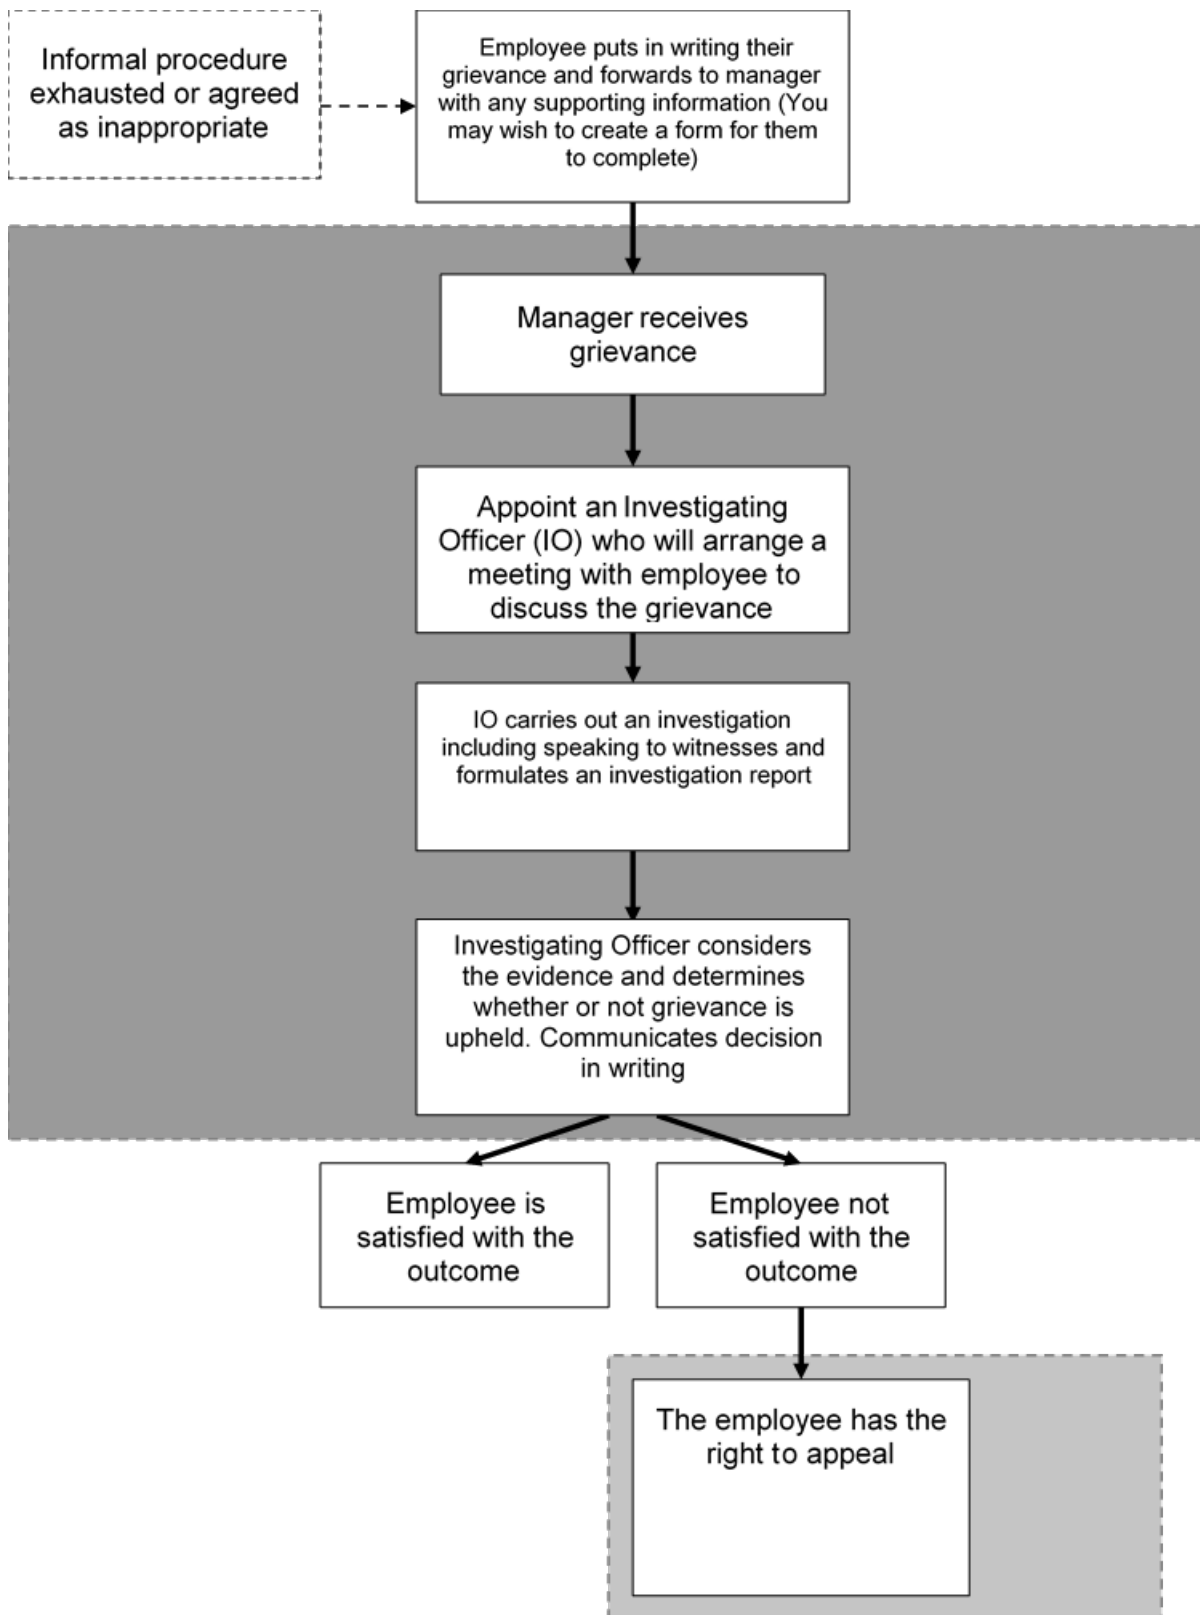 Informal procedure
exhausted or agreed
as inappropriate
Employee puts in writing their
grievance and forwards to manager
with any supporting information (You
may wish to create a form for them
to complete)
Manager receives
grievance
Appoint an Investigating
Officer (IO) who will arrange a
meeting with employee to
discuss the grievance
IO carries out an investigation
including speaking to witnesses and
formulates an investigation report
Investigating Officer considers
the evidence and determines
whether or not grievance is
upheld. Communicates decision
in writing
Employee is
satisfied with the
outcome
Employee not
satisfied with the
outcome
The employee has the
right to appeal